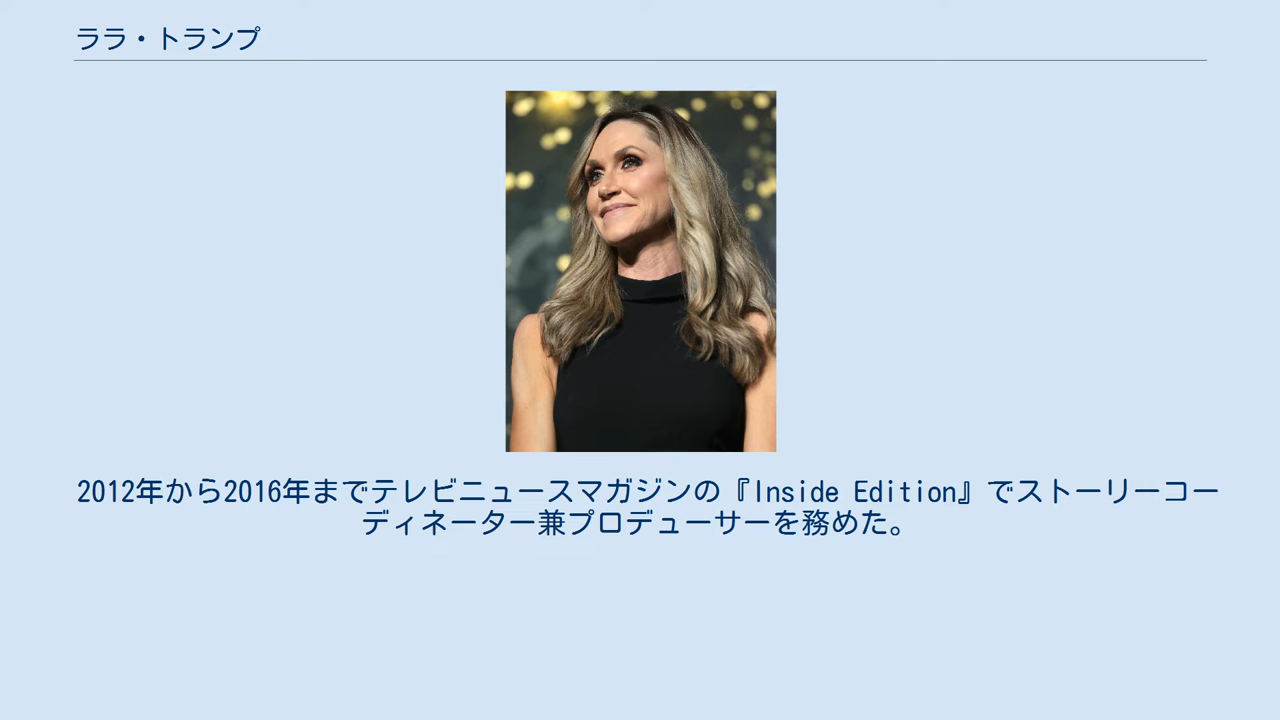 ララ・トランプ
2012年から2016年までテレビニュースマガジンの『Inside Edition』でストーリーコー
ディネーター兼プロデューサーを務めた。